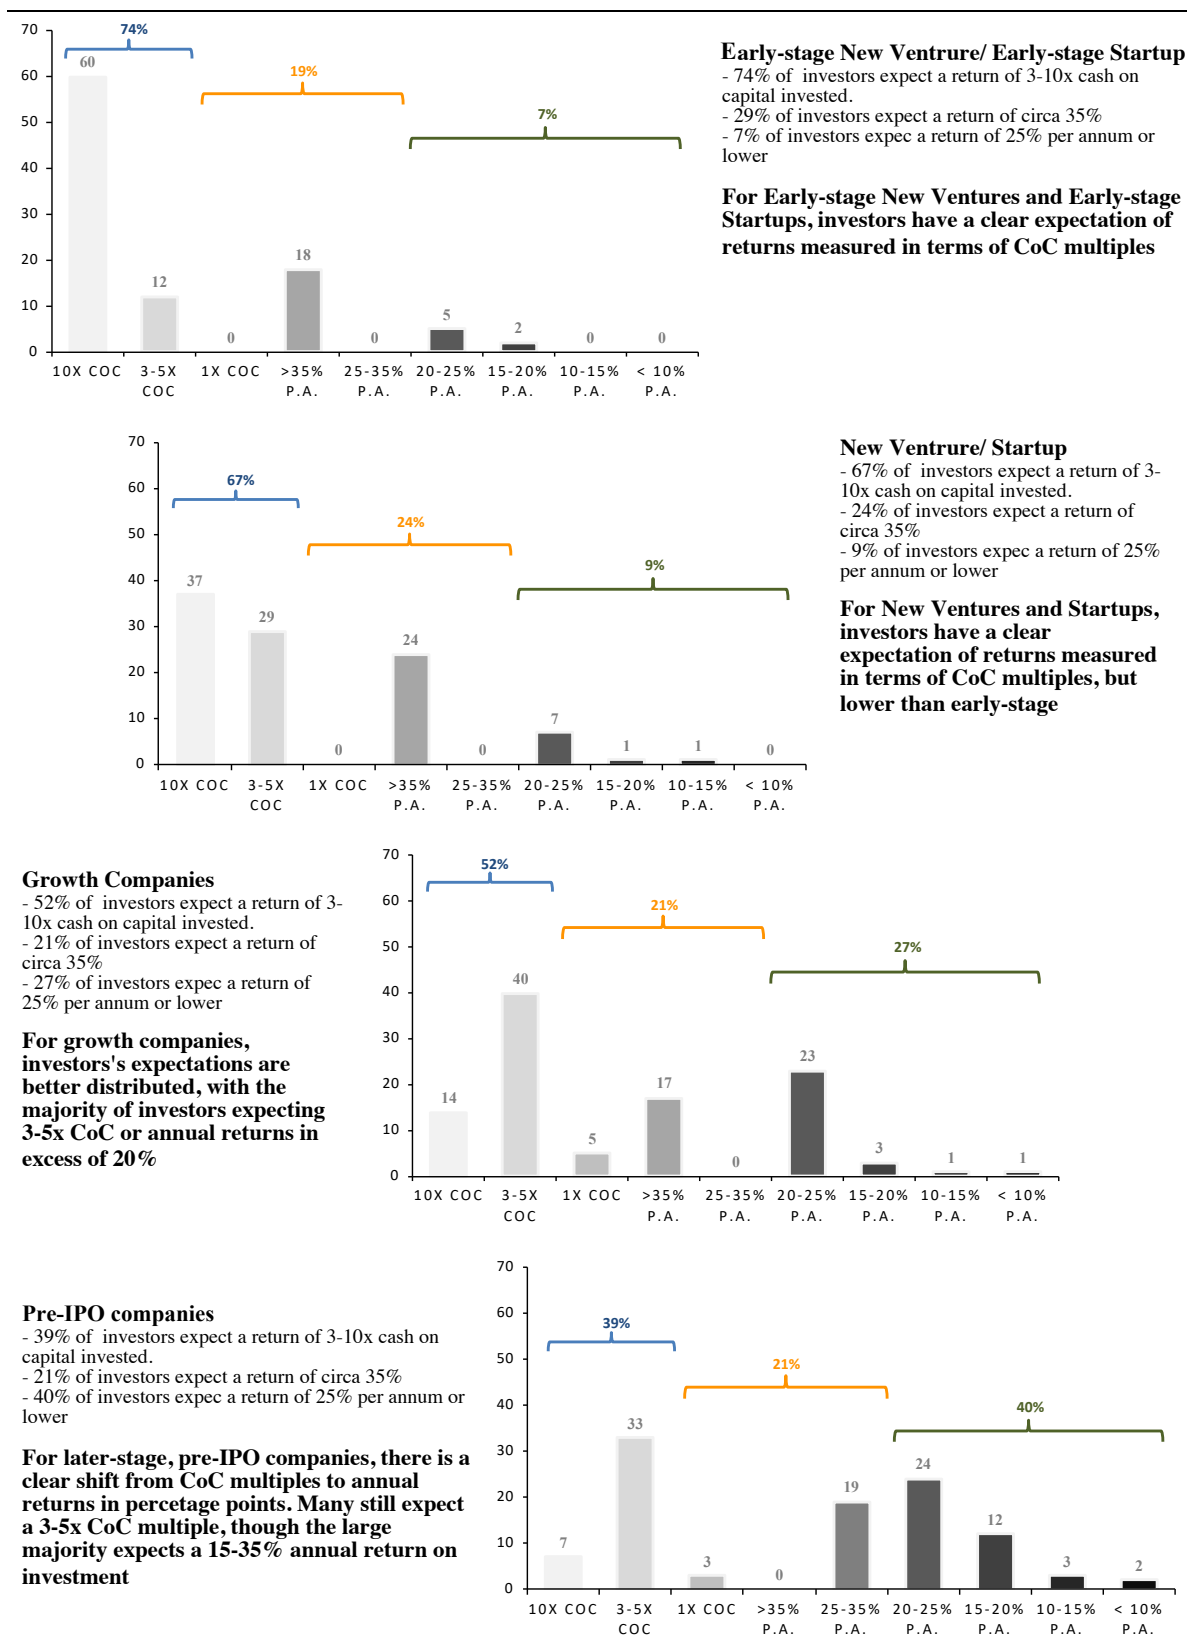 70
60
50
40
30
20
10
0
74%
19%
7%
60
12
0
18
0
5
2
0
0
10X COC
3-5X COC
1X COC
>35% P.A.
25-35% P.A.
20-25% P.A.
15-20% P.A.
10-15% P.A.
< 10% P.A.
Early-stage New Ventrure/ Early-stage Startup
- 74% of  investors expect a return of 3-10x cash on
capital invested.
- 29% of investors expect a return of circa 35%
- 7% of investors expec a return of 25% per annum or
lower
For Early-stage New Ventures and Early-stage
Startups, investors have a clear expectation of
returns measured in terms of CoC multiples
70
60
50
40
30
20
10
0
67%
24%
9%
37
29
0
24
0
7
1
1
0
10X COC
3-5X COC
1X COC
>35% P.A.
25-35% P.A.
20-25% P.A.
15-20% P.A.
10-15% P.A.
< 10% P.A.
New Ventrure/ Startup
- 67% of  investors expect a return of 3-
10x cash on capital invested.
- 24% of investors expect a return of
circa 35%
- 9% of investors expec a return of 25%
per annum or lower
For New Ventures and Startups,
investors have a clear
expectation of returns measured
in terms of CoC multiples, but
lower than early-stage
Growth Companies
- 52% of  investors expect a return of 3-
10x cash on capital invested.
- 21% of investors expect a return of
circa 35%
- 27% of investors expec a return of
25% per annum or lower
For growth companies,
investors's expectations are
better distributed, with the
majority of investors expecting
3-5x CoC or annual returns in
excess of 20%
70
60
50
40
30
20
10
0
52%
21%
27%
14
40
5
17
0
23
3
1
1
10X COC
3-5X COC
1X COC
>35% P.A.
25-35% P.A.
20-25% P.A.
15-20% P.A.
10-15% P.A.
< 10% P.A.
Pre-IPO companies
- 39% of  investors expect a return of 3-10x cash on
capital invested.
- 21% of investors expect a return of circa 35%
- 40% of investors expec a return of 25% per annum or
lower
For later-stage, pre-IPO companies, there is a
clear shift from CoC multiples to annual
returns in percetage points. Many still expect
a 3-5x CoC multiple, though the large
majority expects a 15-35% annual return on
investment
70
60
50
40
30
20
10
0
39%
21%
40%
7
33
3
0
19
24
12
3
2
10X COC
3-5X COC
1X COC
>35% P.A.
25-35% P.A.
20-25% P.A.
15-20% P.A.
10-15% P.A.
< 10% P.A.